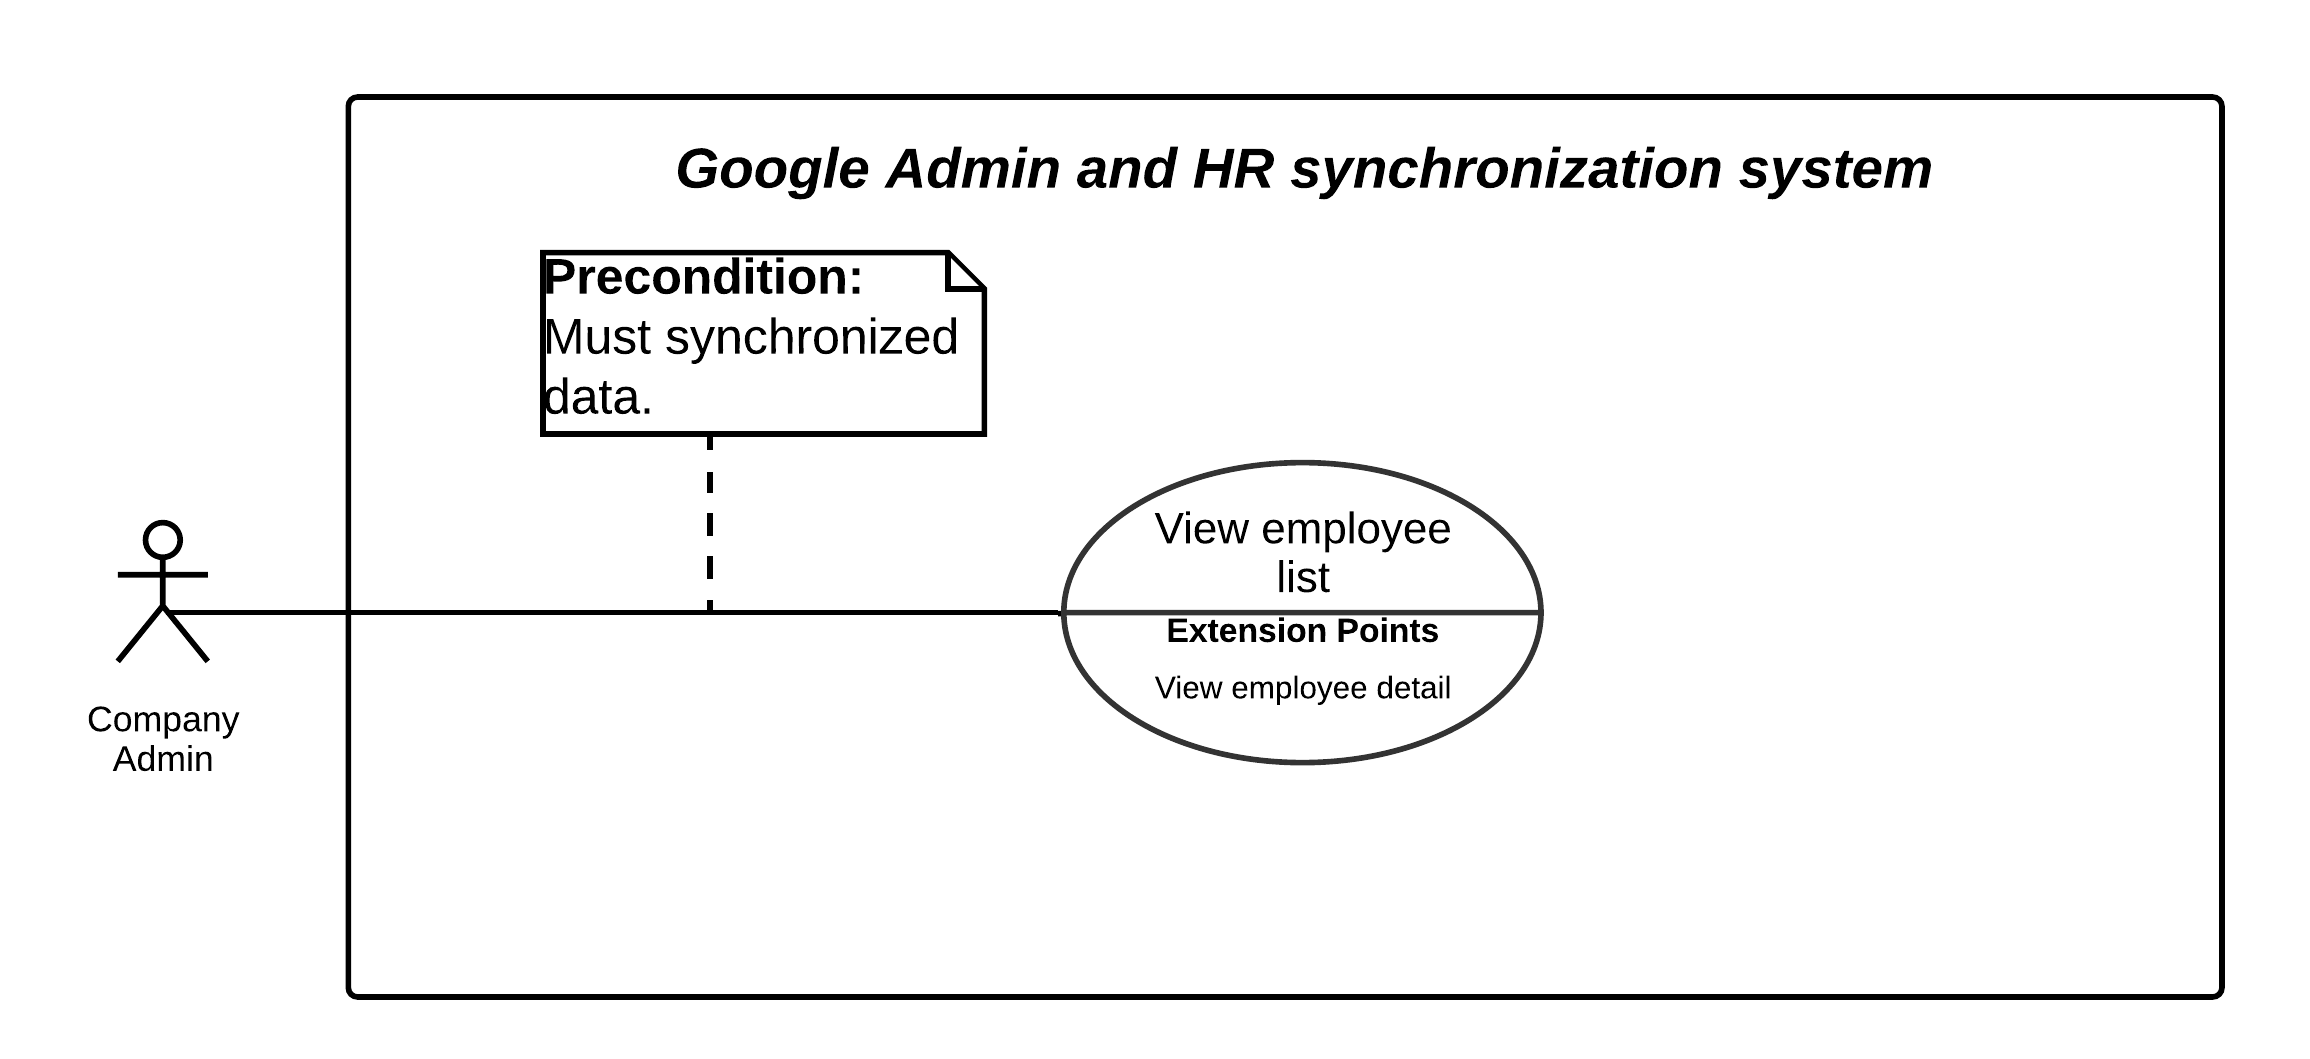 Google Admin and HR synchronization system
Precondition:
Must synchronized
data.
View employee
list
Extension Points
View employee detail
Company
Admin